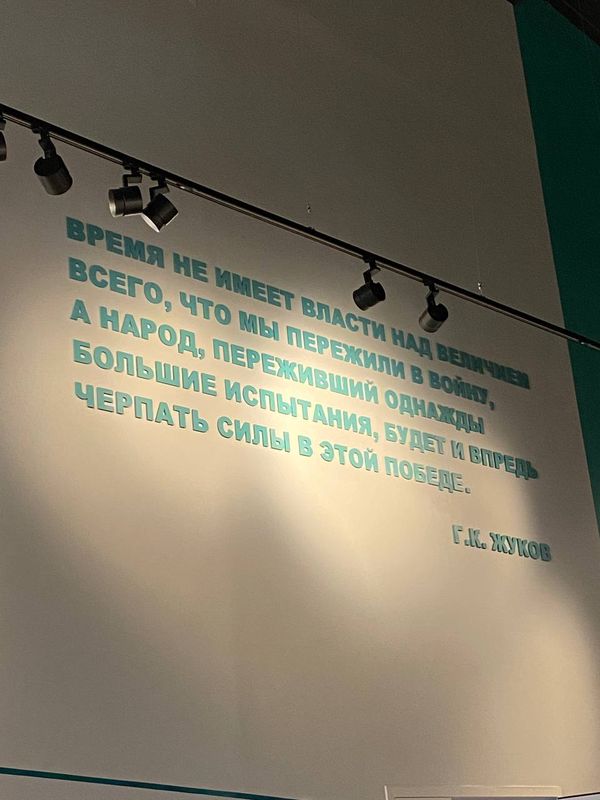 ВРЕМЯ НЕ ИМЕЕТ ВЛАСТИ НАД ВЕЛИЧИЕМ
ВСЕГО, ЧТО МЫ ПЕРЕЖИЛИ В ВОЙНУ,
А НАРОД, ПЕРЕЖИВШИЙ ОДНАЖДЫ
БОЛЬШИЕ ИСПЫТАНИЯ, БУДЕТ И ВПРЕДЬ
ЧЕРПАТЬ СИЛЫ В ЭТОЙ ПОБЕДЕ.
Г.К. ЖУКОВ